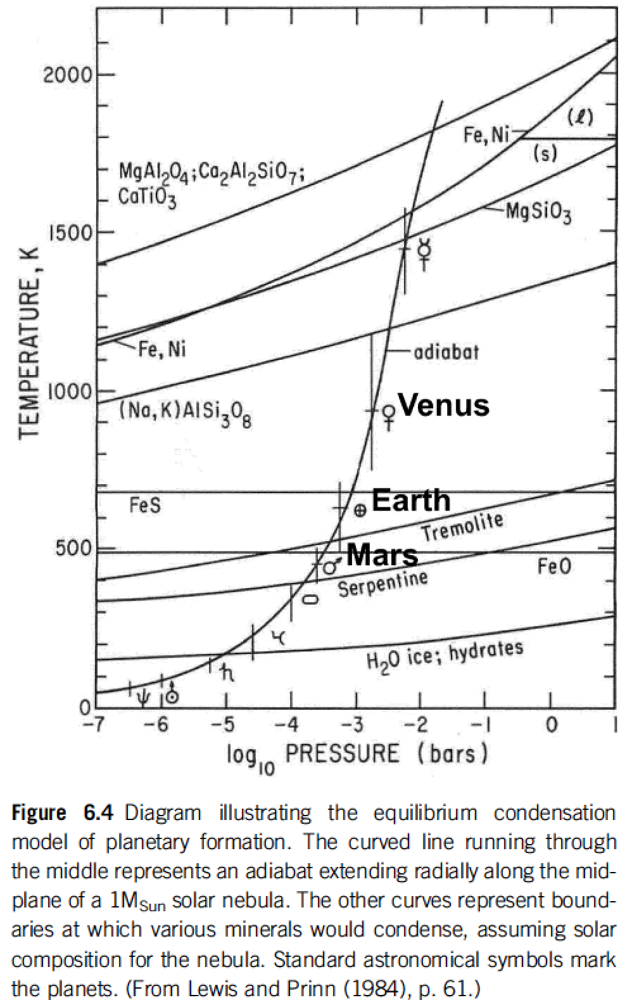 2000
1500
1000
500
0
TEMPERATURE, K
MgAl₂O₄; Ca₂Al₂SiO₇;
CaTiO₃
Fe, Ni
(ℓ)
(s)
MgSiO₃
☿
Fe, Ni
adiabat
(Na,K)AlSi₃O₈
♀ Venus
FeS
⊕ Earth
Tremolite
♂ Mars
FeO
Serpentine
♃
H₂O ice; hydrates
♄
♆ ⛢
-7 -6 -5 -4 -3 -2 -1 0 1
log₁₀ PRESSURE (bars)
Figure 6.4 Diagram illustrating the equilibrium condensation
model of planetary formation. The curved line running through
the middle represents an adiabat extending radially along the mid-
plane of a 1M<sub>Sun</sub> solar nebula. The other curves represent bound-
aries at which various minerals would condense, assuming solar
composition for the nebula. Standard astronomical symbols mark
the planets. (From Lewis and Prinn (1984), p. 61.)